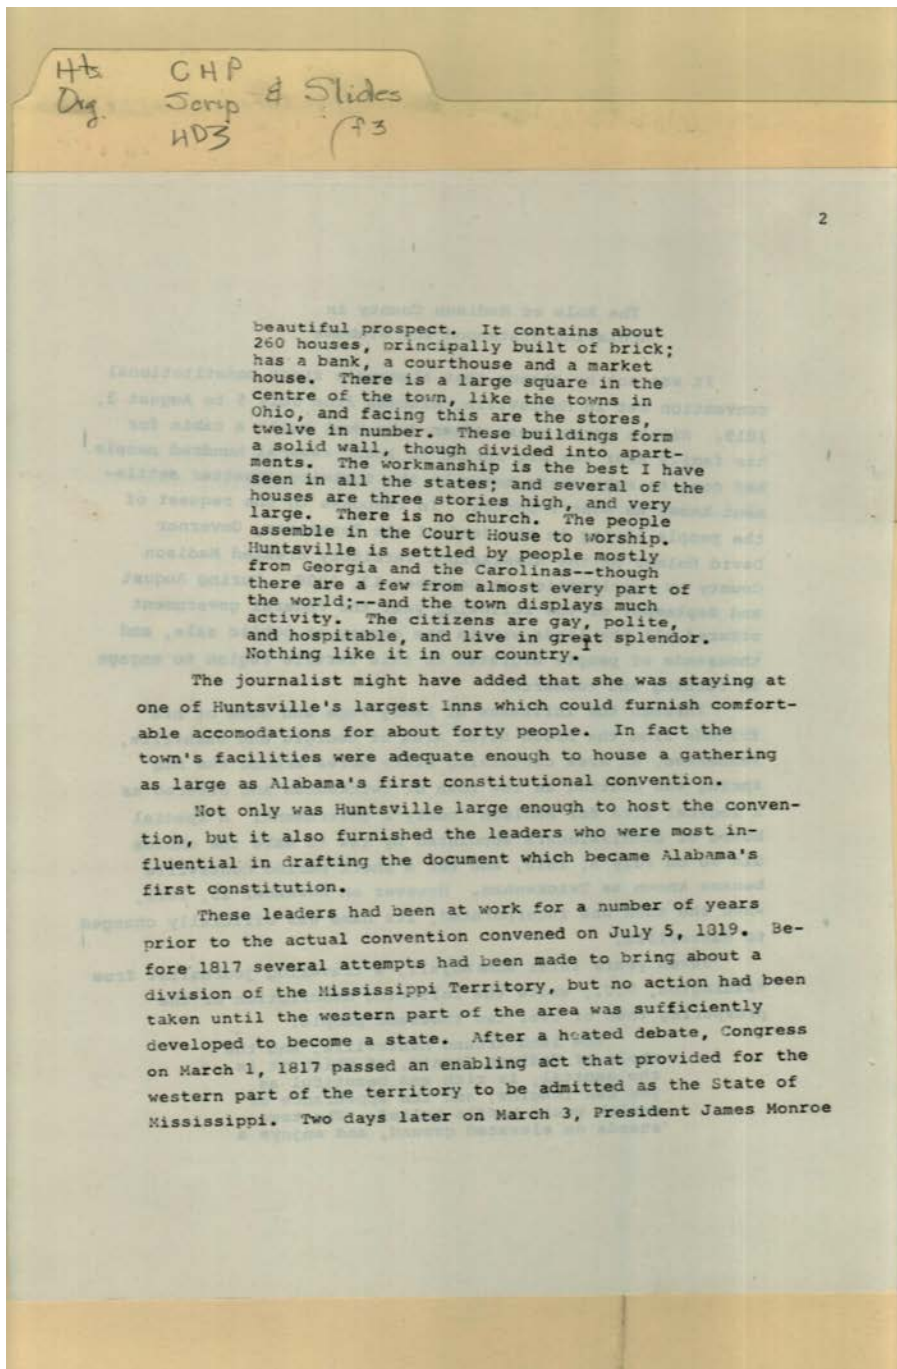 Hts. CHP
Org. Scrip & Slides
HD3 f3
2
beautiful prospect. It contains about
260 houses, principally built of brick;
has a bank, a courthouse and a market
house. There is a large square in the
centre of the town, like the towns in
Ohio, and facing this are the stores,
twelve in number. These buildings form
a solid wall, though divided into apart-
ments. The workmanship is the best I have
seen in all the states; and several of the
houses are three stories high, and very
large. There is no church. The people
assemble in the Court House to worship.
Huntsville is settled by people mostly
from Georgia and the Carolinas--though
there are a few from almost every part of
the world;--and the town displays much
activity. The citizens are gay, polite,
and hospitable, and live in great splendor.
Nothing like it in our country.1
The journalist might have added that she was staying at
one of Huntsville's largest inns which could furnish comfort-
able accomodations for about forty people. In fact the
town's facilities were adequate enough to house a gathering
as large as Alabama's first constitutional convention.
Not only was Huntsville large enough to host the conven-
tion, but it also furnished the leaders who were most in-
fluential in drafting the document which became Alabama's
first constitution.
These leaders had been at work for a number of years
prior to the actual convention convened on July 5, 1819. Be-
fore 1817 several attempts had been made to bring about a
division of the Mississippi Territory, but no action had been
taken until the western part of the area was sufficiently
developed to become a state. After a heated debate, Congress
on March 1, 1817 passed an enabling act that provided for the
western part of the territory to be admitted as the State of
Mississippi. Two days later on March 3, President James Monroe